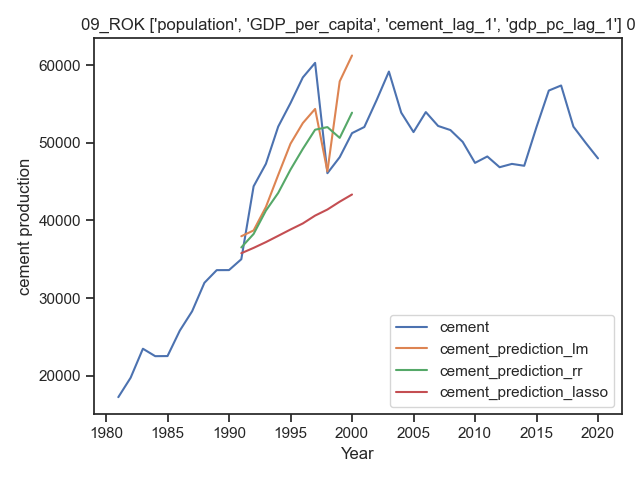 09_ROK ['population', 'GDP_per_capita', 'cement_lag_1', 'gdp_pc_lag_1'] 0
60000
50000
40000
30000
20000
cement production
cement
cement_prediction_lm
cement_prediction_rr
cement_prediction_lasso
1980 1985 1990 1995 2000 2005 2010 2015 2020
Year